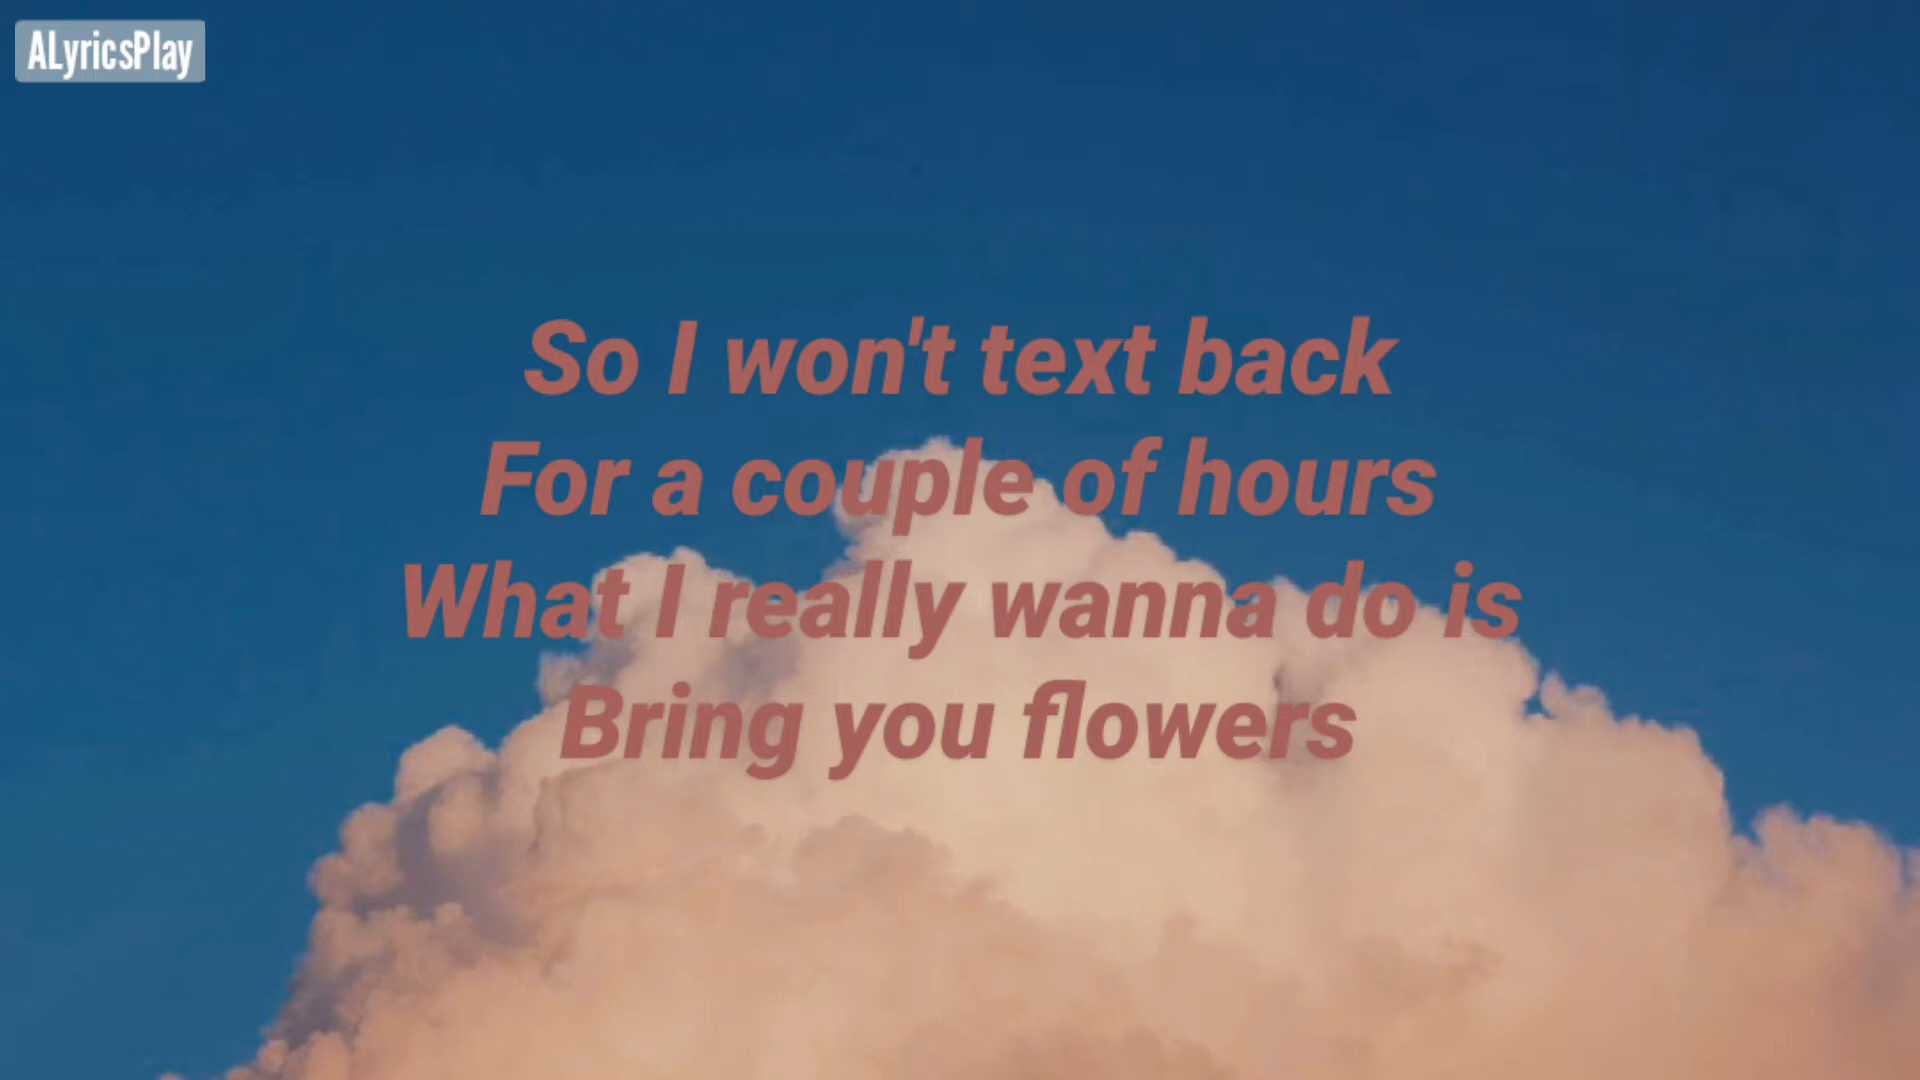 ALyricsPlay
So I won't text back
For a couple of hours
What I really wanna do is
Bring you flowers